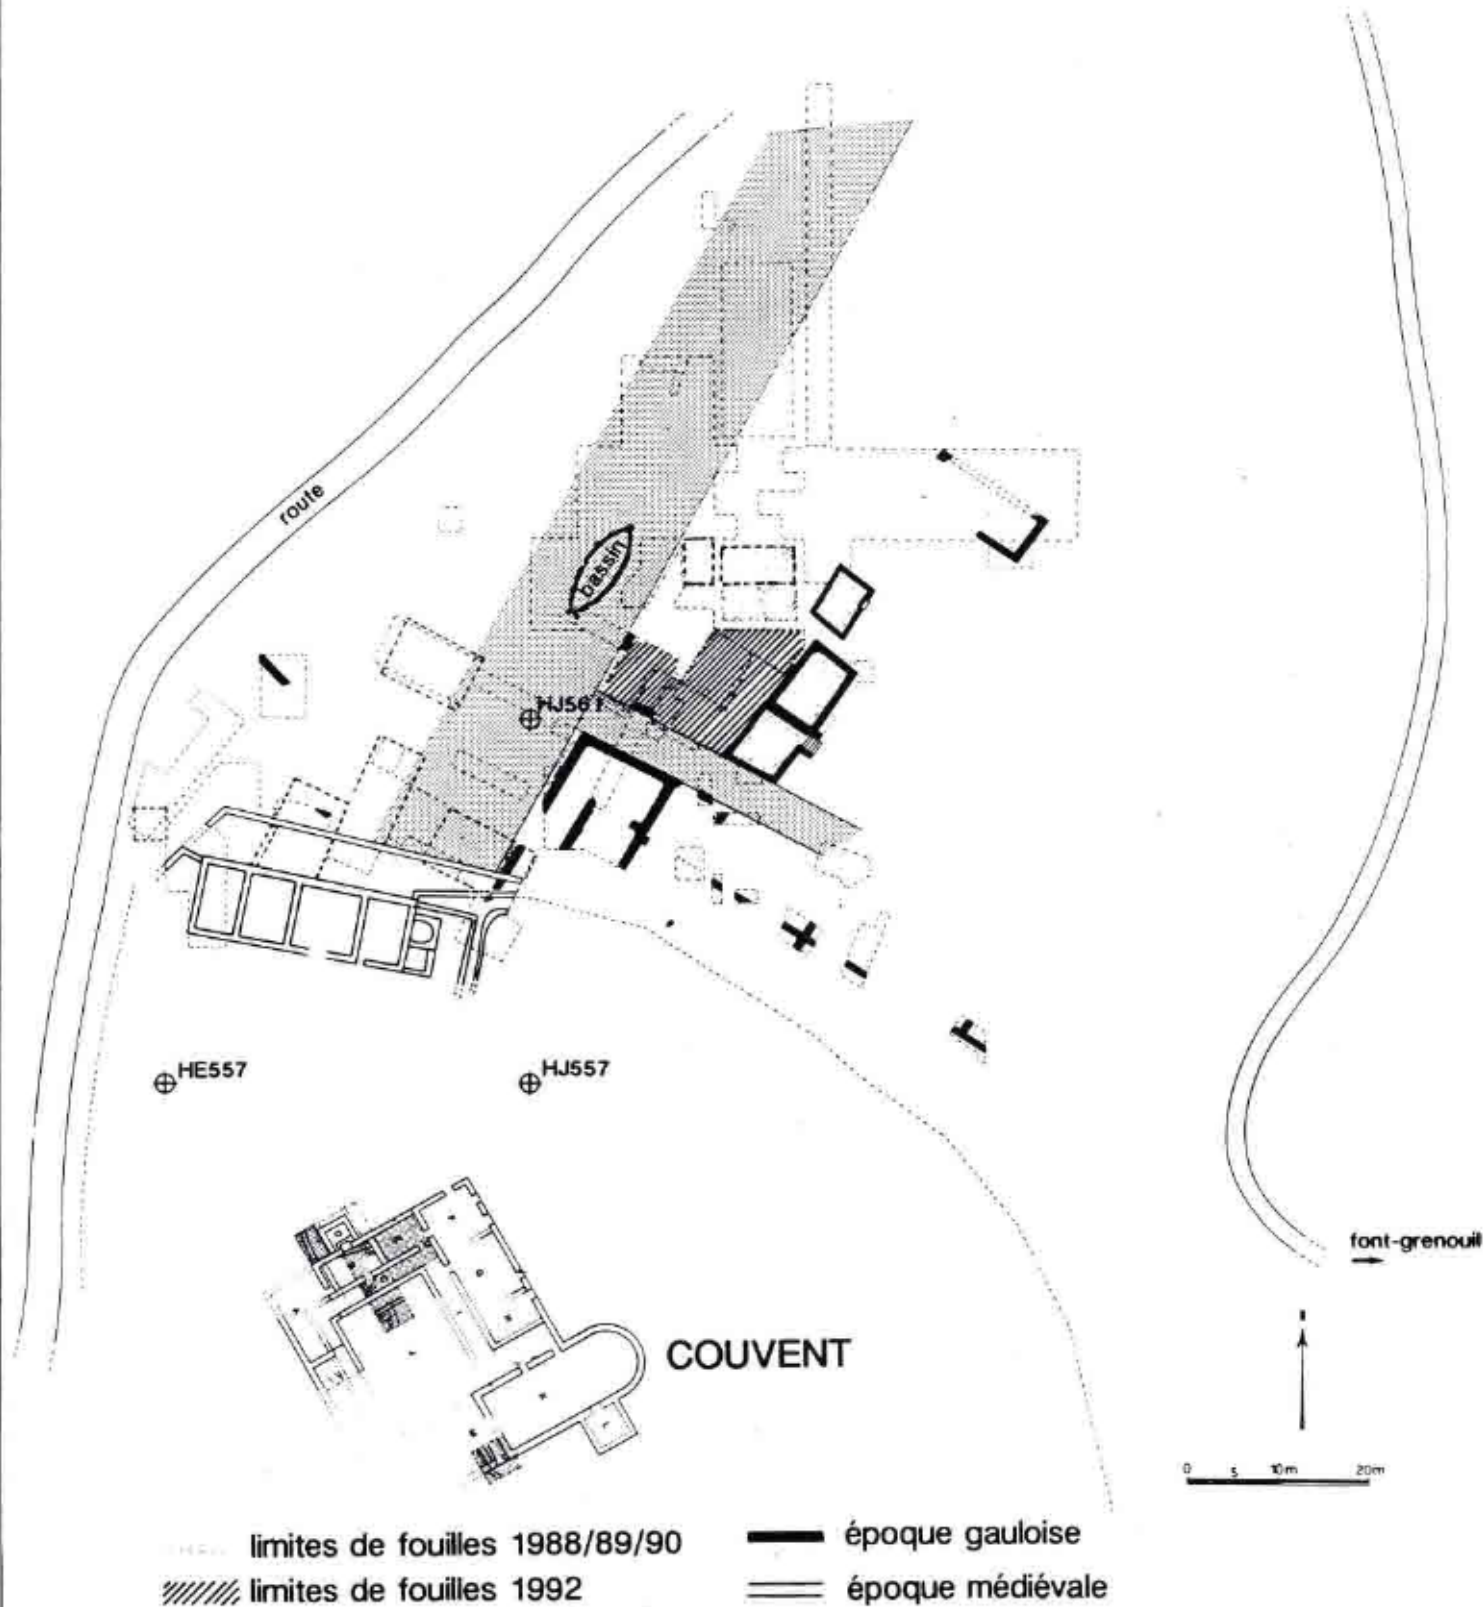 route
bassin
HJ561
HE557
HJ557
font-grenouil
COUVENT
0 5 10m 20m
limites de fouilles 1988/89/90
époque gauloise
limites de fouilles 1992
époque médiévale